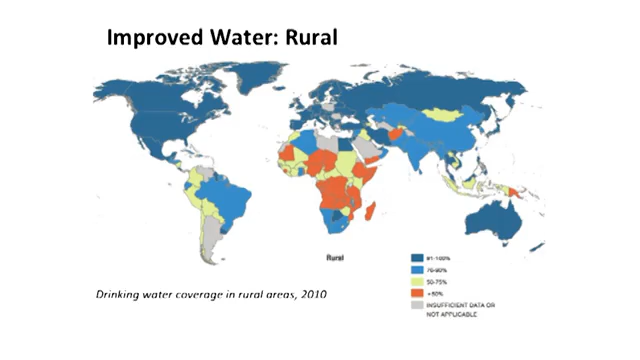 Improved Water: Rural
Rural
91-100%
76-90%
50-75%
<50%
INSUFFICIENT DATA OR
NOT APPLICABLE
Drinking water coverage in rural areas, 2010